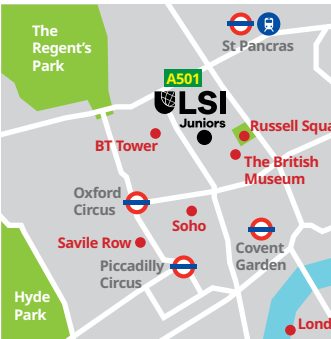 The
Regent's
Park
St Pancras
A501
ULSI
Juniors
BT Tower
Russell Squa
The British
Museum
Oxford
Circus
Soho
Savile Row
Covent
Garden
Piccadilly
Circus
Hyde
Park
Lond